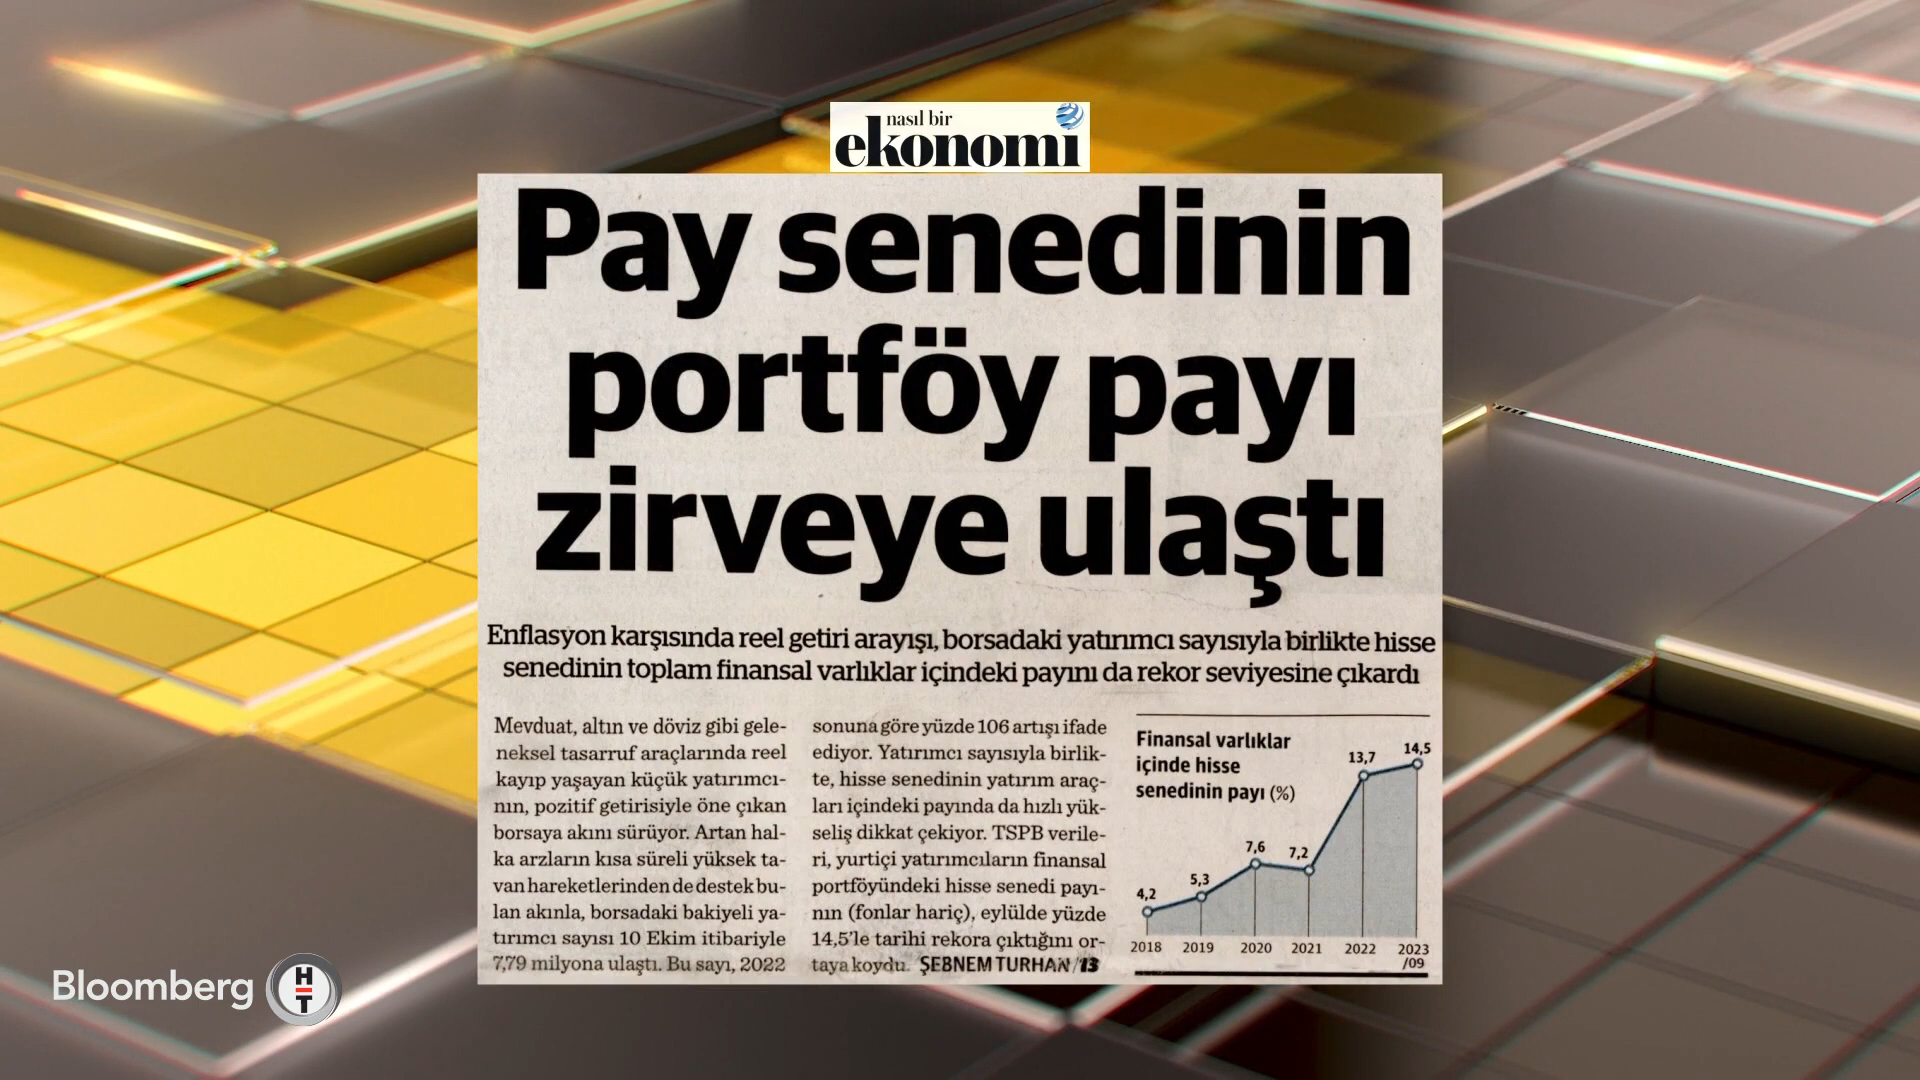 nasıl bir
ekonomi
Pay senedinin
portföy payı
zirveye ulaştı
Enflasyon karşısında reel getiri arayışı, borsadaki yatırımcı sayısıyla birlikte hisse
senedinin toplam finansal varlıklar içindeki payını da rekor seviyesine çıkardı
Mevduat, altın ve döviz gibi gele-
neksel tasarruf araçlarında reel
kayıp yaşayan küçük yatırımcı-
nın, pozitif getirisiyle öne çıkan
borsaya akını sürüyor. Artan hal-
ka arzların kısa süreli yüksek ta-
van hareketlerinden de destek bu-
lan akınla, borsadaki bakiyeli ya-
tırımcı sayısı 10 Ekim itibariyle
7,79 milyona ulaştı. Bu sayı, 2022
sonuna göre yüzde 106 artışı ifade
ediyor. Yatırımcı sayısıyla birlik-
te, hisse senedinin yatırım araç-
ları içindeki payında da hızlı yük-
seliş dikkat çekiyor. TSPB verile-
ri, yurtiçi yatırımcıların finansal
portföyündeki hisse senedi payı-
nın (fonlar hariç), eylülde yüzde
14,5'le tarihi rekora çıktığını or-
taya koydu. ŞEBNEM TURHAN /13
Finansal varlıklar
içinde hisse
senedinin payı (%)
4,2
5,3
7,6
7,2
13,7
14,5
2018 2019 2020 2021 2022 2023
/09
Bloomberg HT